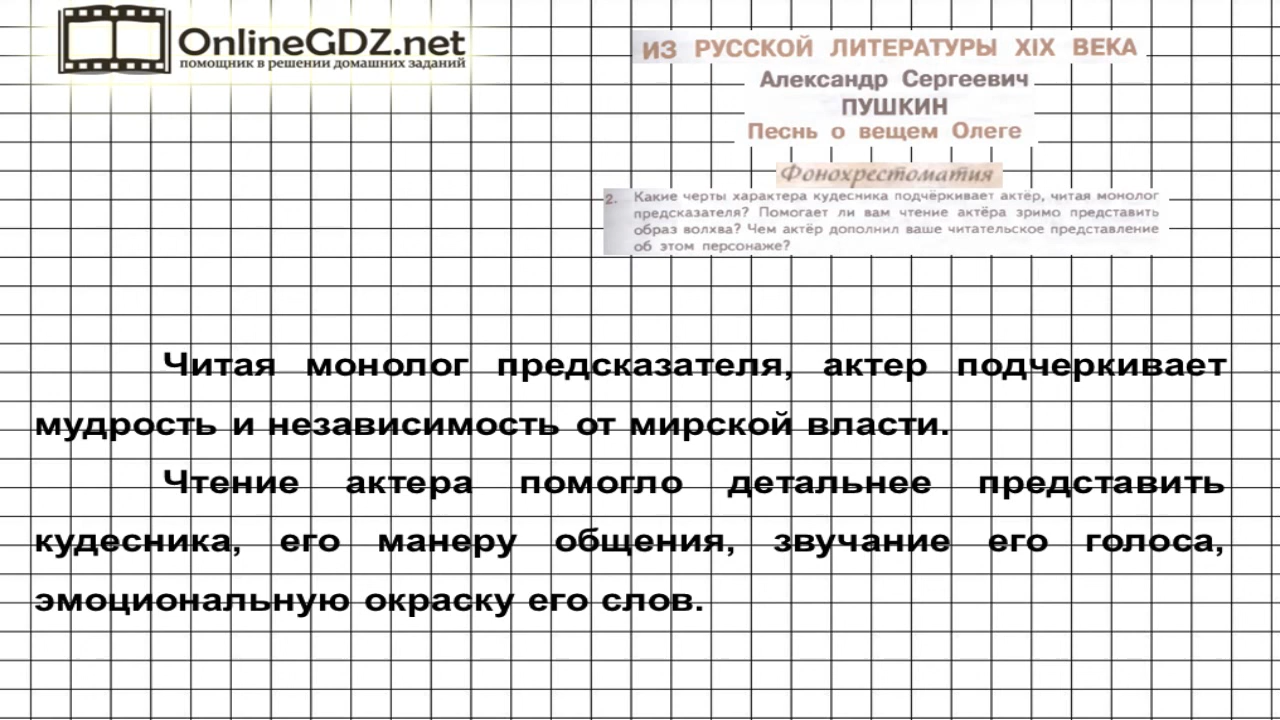 OnlineGDZ.net
помощник в решении домашних заданий
ИЗ РУССКОЙ ЛИТЕРАТУРЫ XIX ВЕКА
Александр Сергеевич
ПУШКИН
Песнь о вещем Олеге
Фонохрестоматия
2. Какие черты характера кудесника подчёркивает актёр, читая монолог
предсказателя? Помогает ли вам чтение актёра зримо представить
образ волхва? Чем актёр дополнил ваше читательское представление
об этом персонаже?
Читая монолог предсказателя, актер подчеркивает
мудрость и независимость от мирской власти.
Чтение актера помогло детальнее представить
кудесника, его манеру общения, звучание его голоса,
эмоциональную окраску его слов.